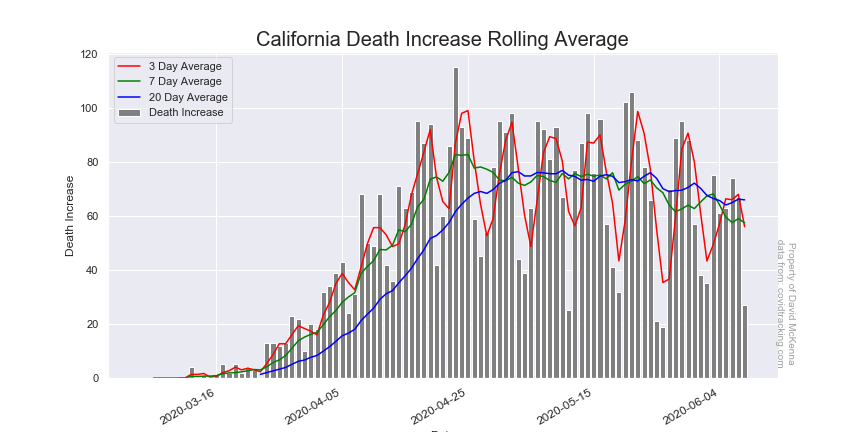 California Death Increase Rolling Average
3 Day Average
7 Day Average
20 Day Average
Death Increase
Death Increase
120
100
80
60
40
20
0
2020-03-16
2020-04-05
2020-04-25
2020-05-15
2020-06-04
Property of David McKenna
data from: covidtracking.com